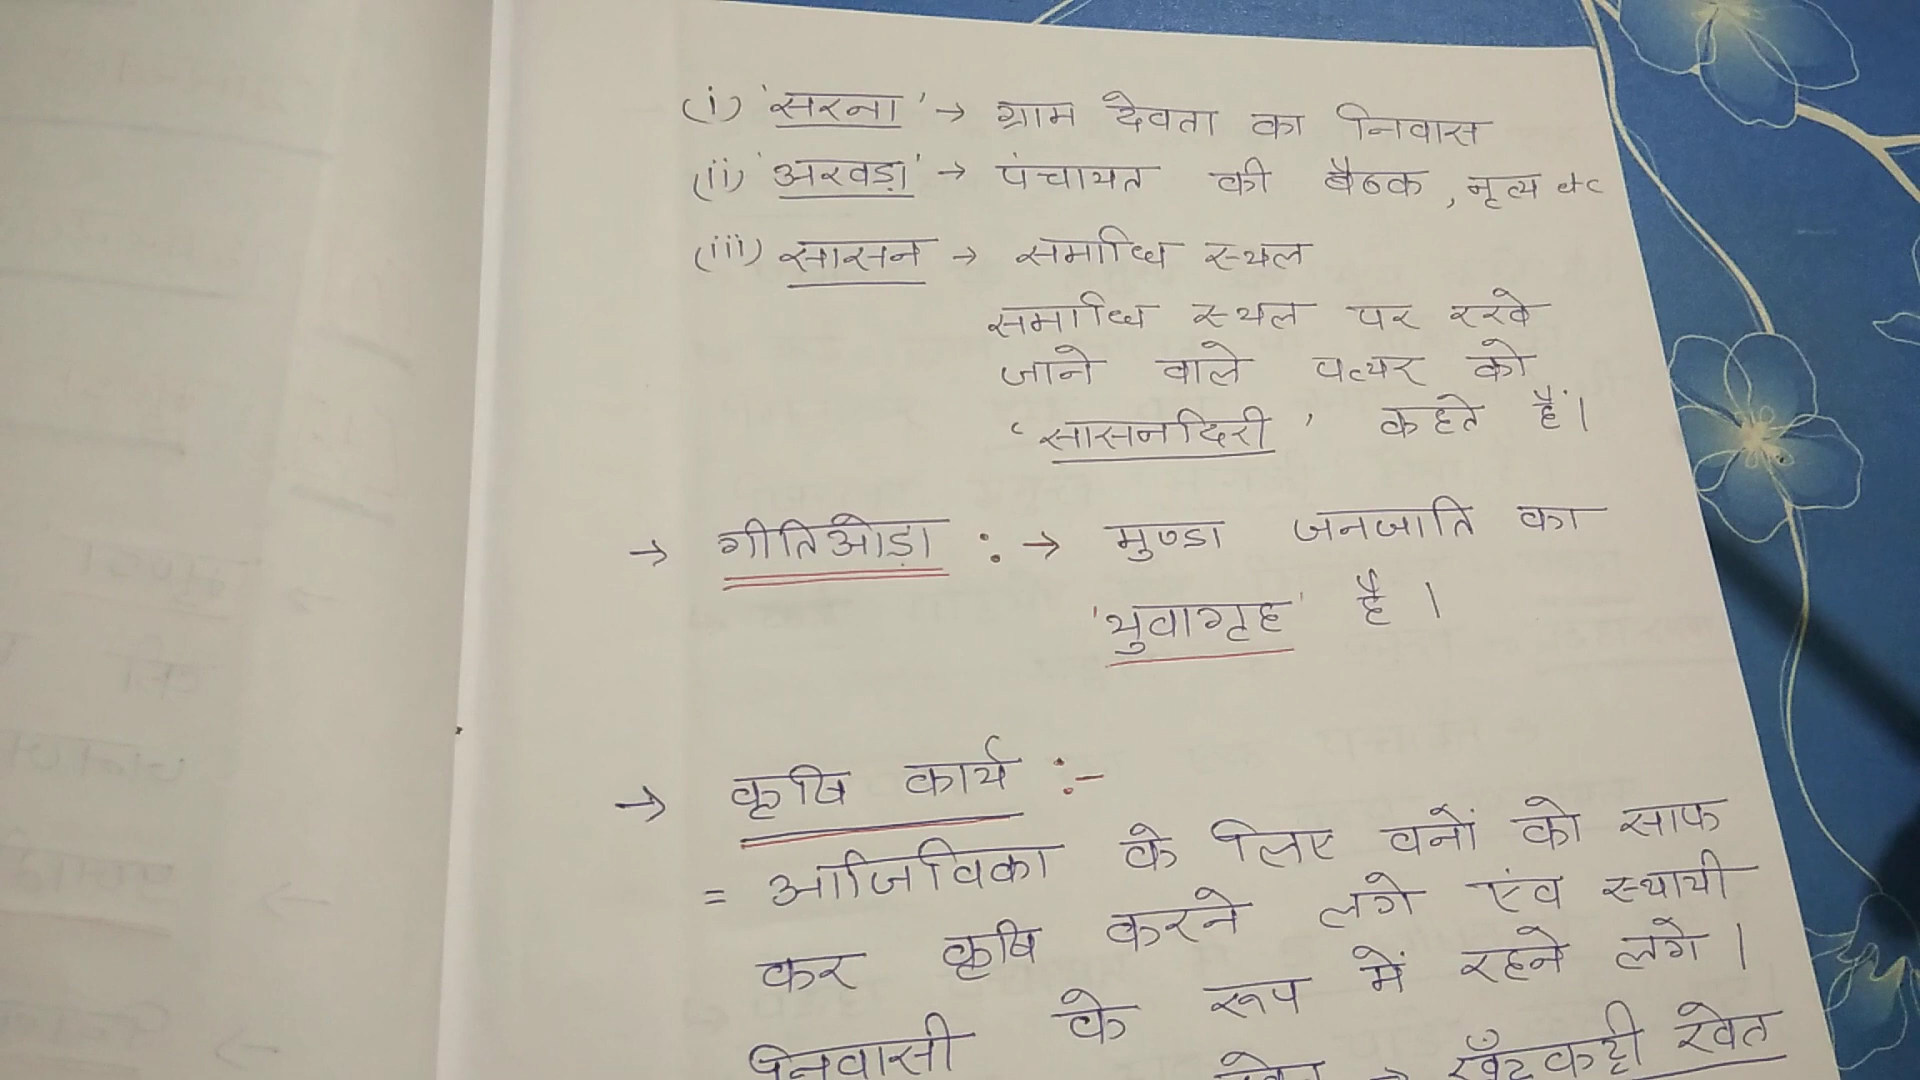 (i) 'सरना' → ग्राम देवता का निवास
(ii) 'अखड़ा' → पंचायत की बैठक, नृत्य etc
(iii) सासन → समाधि स्थल
समाधि स्थल पर रखे
जाने वाले पत्थर को
'सासनदिरी' कहते हैं।
→ गीतिओड़ा :→ मुण्डा जनजाति का
'युवागृह' है।
→ कृषि कार्य :-
= आजिविका के लिए वनों को साफ
कर कृषि करने लगे एंव स्थायी
निवासी के रूप में रहने लगे।
→ खूँटकट्टी खेत